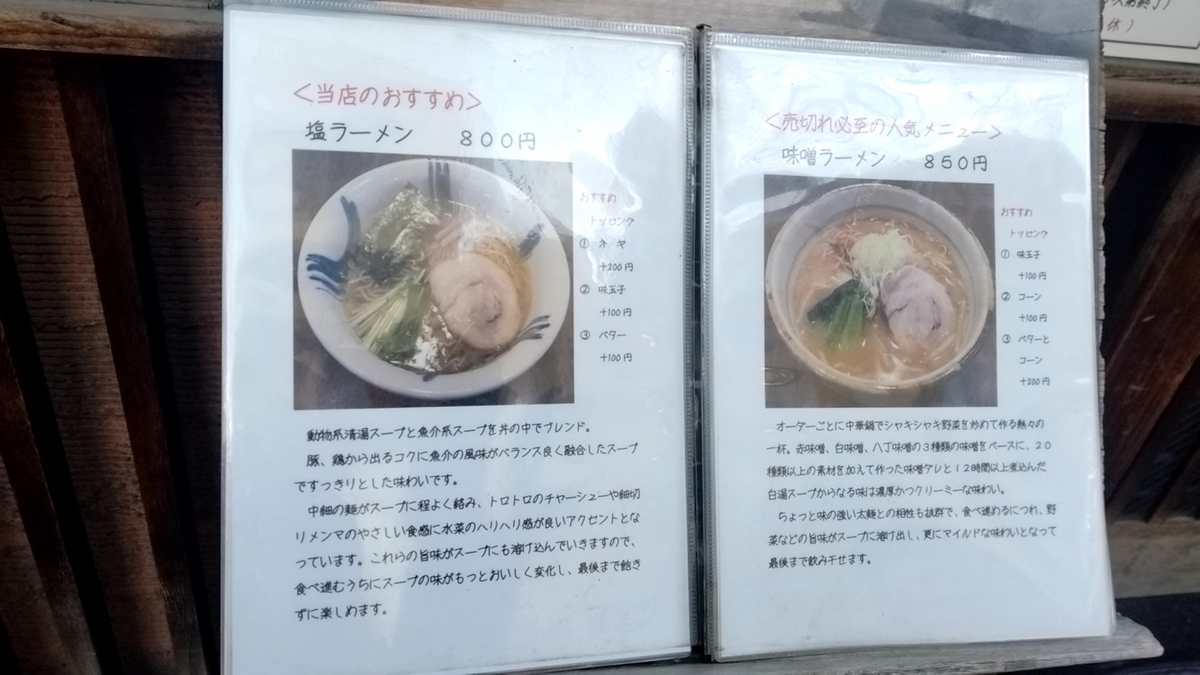 <当店のおすすめ>
塩ラーメン 800円
おすすめ
トッピング
① ネギ
+200円
② 味玉子
+100円
③ バター
+100円
動物系清湯スープと魚介系スープを丼の中でブレンド。
豚、鶏から出るコクに魚介の風味がバランス良く融合したスープ
ですっきりとした味わいです。
中細の麺がスープに程よく絡み、トロトロのチャーシューや細切
りメンマのやさしい食感に水菜のハリハリ感が良いアクセントとな
っています。これらの旨味がスープにも溶け込んでいきますので、
食べ進むうちにスープの味がもっとおいしく変化し、最後まで飽き
ずに楽しめます。
<売切れ必至の人気メニュー>
味噌ラーメン 850円
おすすめ
トッピング
① 味玉子
+100円
② コーン
+100円
③ バターと
コーン
+200円
オーダーごとに中華鍋でシャキシャキ野菜を炒めて作る熱々の
一杯。赤味噌、白味噌、八丁味噌の3種類の味噌をベースに、20
種類以上の素材を加えて作った味噌ダレと12時間以上煮込んだ
白湯スープからなる味は濃厚かつクリーミーな味わい。
ちょっと味の強い太麺との相性も抜群で、食べ進めるにつれ、野
菜などの旨味がスープに溶け出し、更にマイルドな味わいとなって
最後まで飲み干せます。
休)